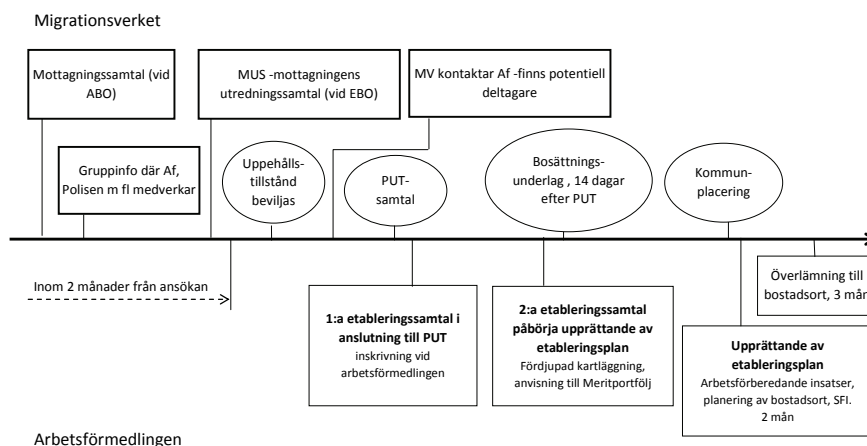 Migrationsverket
Mottagningssamtal (vid
ABO)
MUS -mottagningens
utredningssamtal (vid EBO)
MV kontaktar Af -finns potentiell
deltagare
Gruppinfo där Af,
Polisen m fl medverkar
Uppehålls-
tillstånd
beviljas
PUT-
samtal
Bosättnings-
underlag , 14 dagar
efter PUT
Kommun-
placering
Inom 2 månader från ansökan
1:a etableringssamtal i
anslutning till PUT
inskrivning vid
arbetsförmedlingen
2:a etableringssamtal
påbörja upprättande av
etableringsplan
Fördjupad kartläggning,
anvisning till Meritportfölj
Överlämning till
bostadsort, 3 mån
Upprättande av
etableringsplan
Arbetsförberedande insatser,
planering av bostadsort, SFI.
2 mån
Arbetsförmedlingen